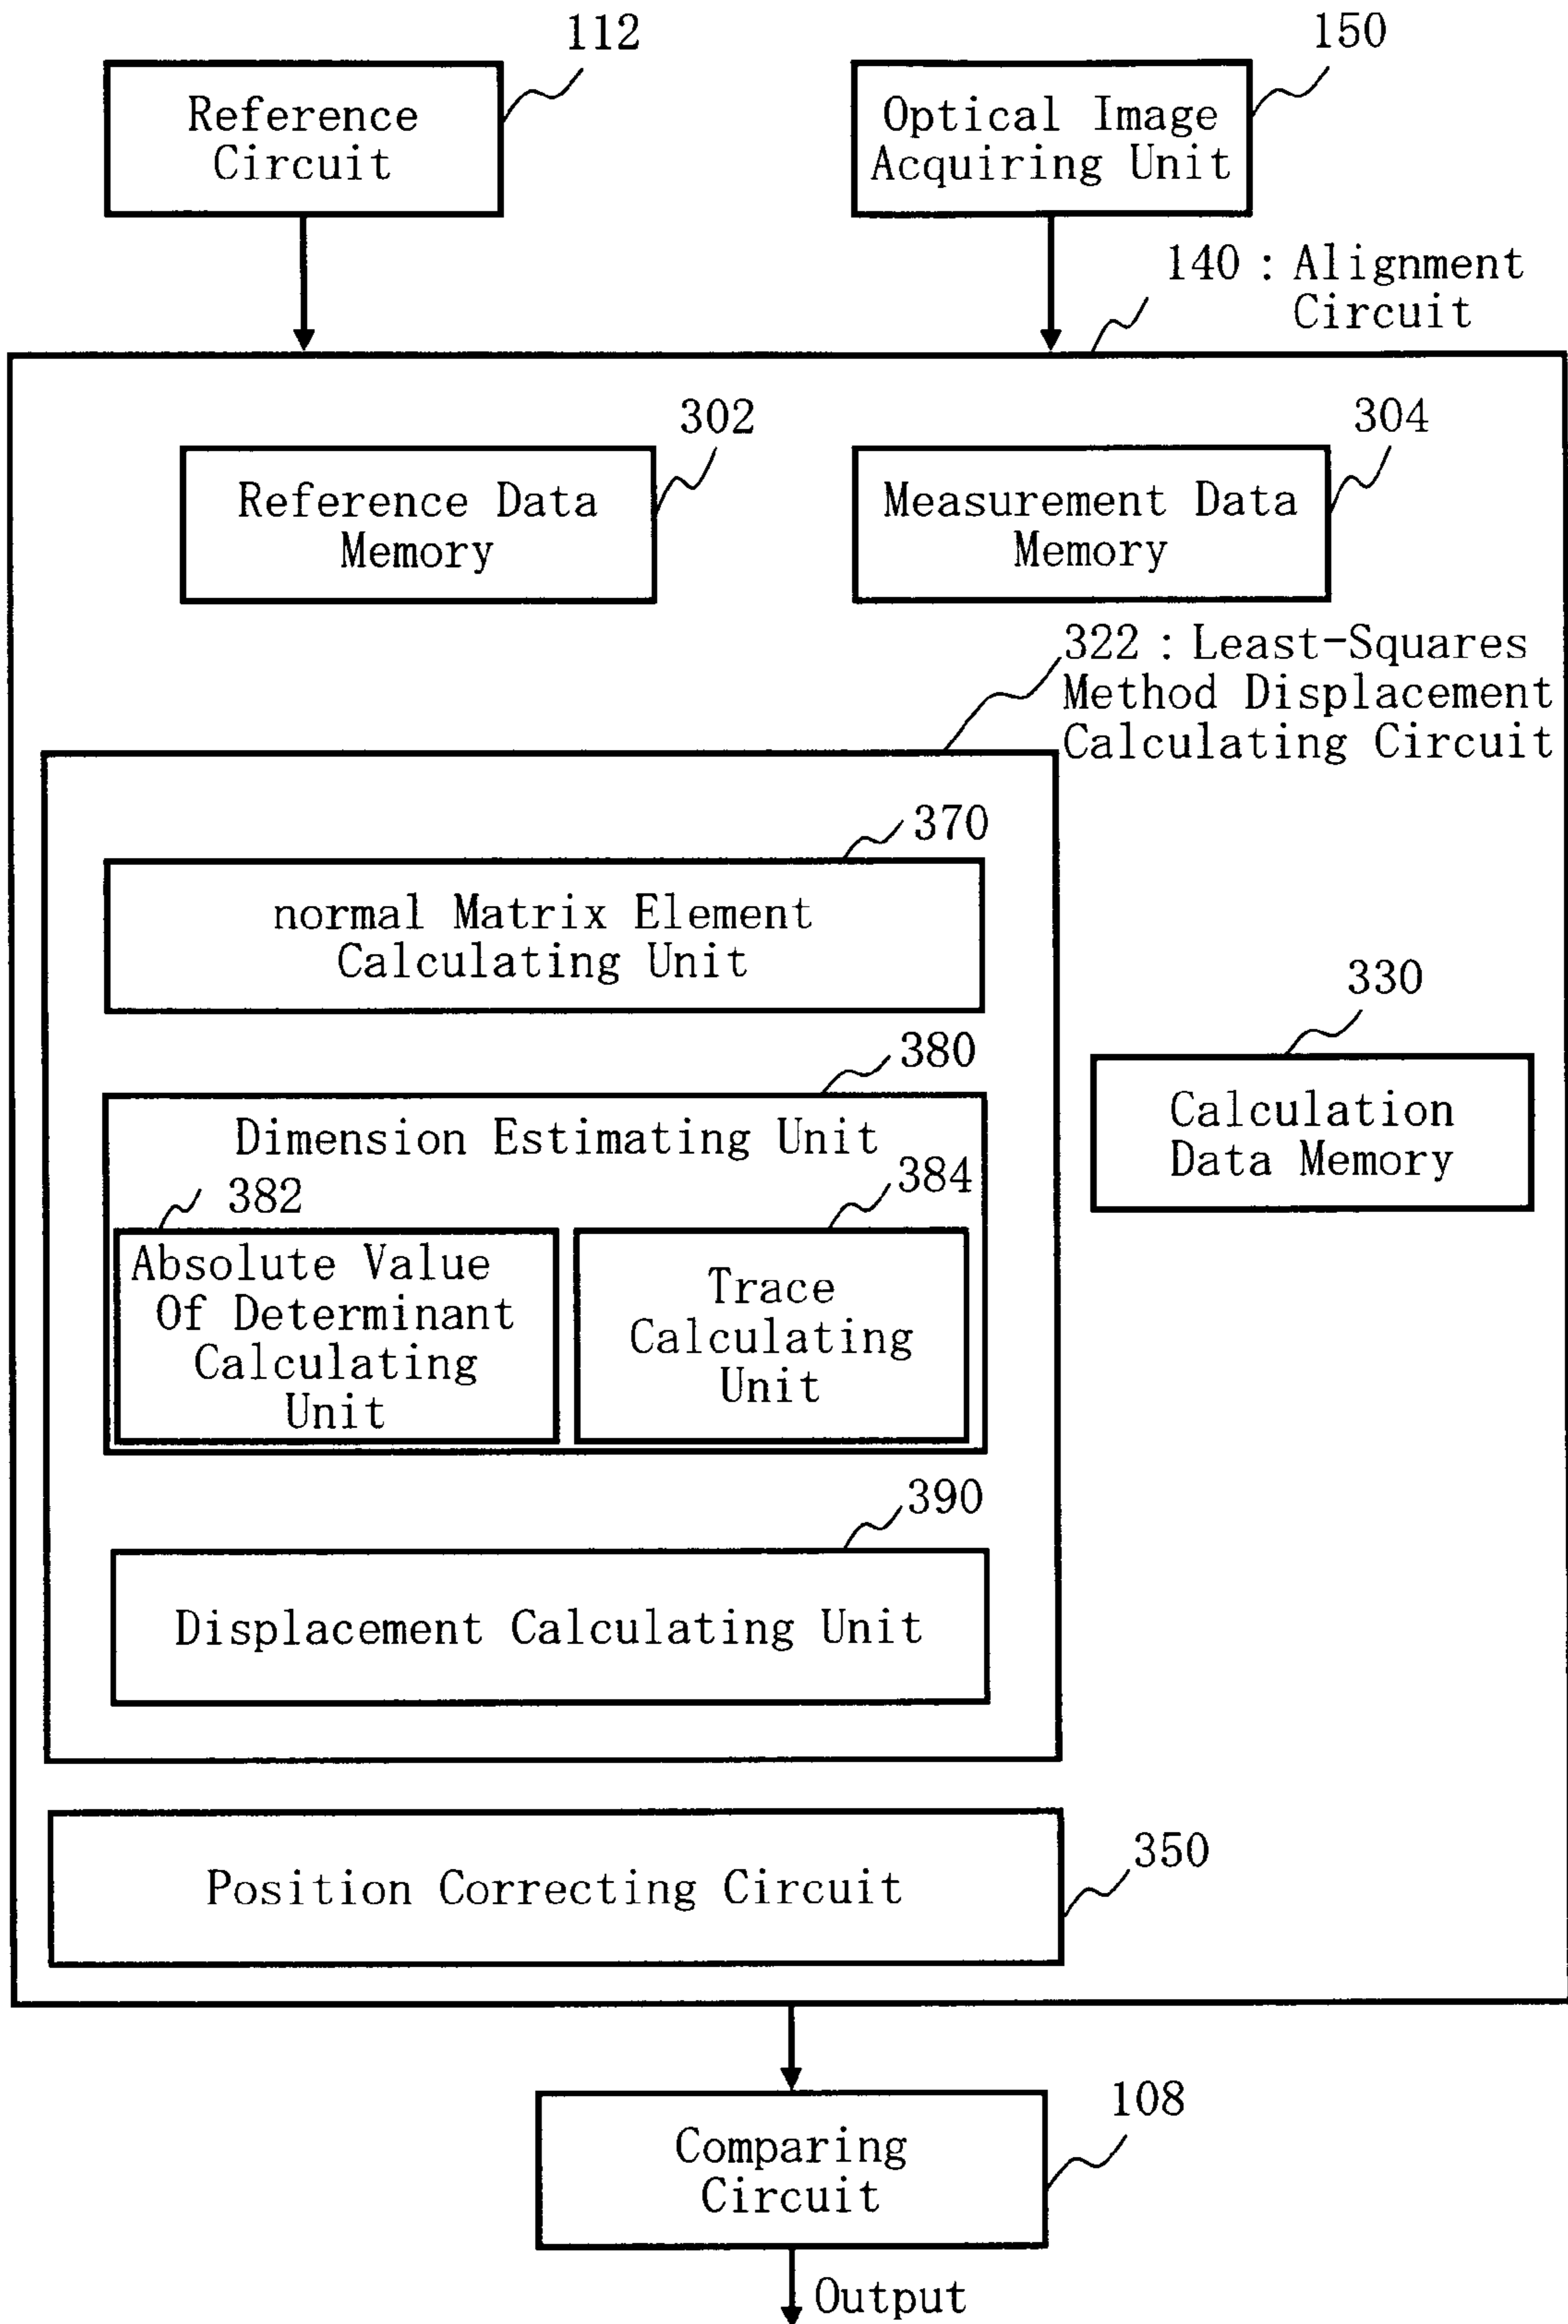 112
Reference
Circuit
150
Optical Image
Acquiring Unit
140 : Alignment
Circuit
302
Reference Data
Memory
304
Measurement Data
Memory
322 : Least-Squares
Method Displacement
Calculating Circuit
370
normal Matrix Element
Calculating Unit
330
Calculation
Data Memory
380
Dimension Estimating Unit
382
Absolute Value
Of Determinant
Calculating
Unit
384
Trace
Calculating
Unit
390
Displacement Calculating Unit
Position Correcting Circuit
350
108
Comparing
Circuit
Output